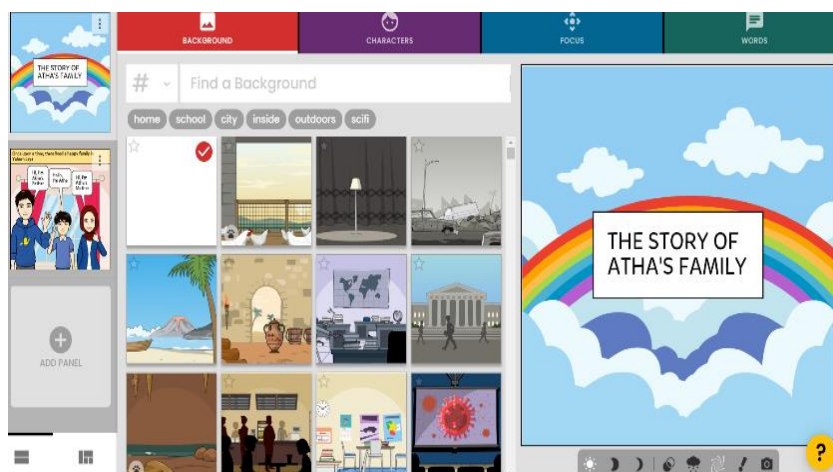 BACKGROUND
CHARACTERS
FOCUS
WORDS
THE STORY OF
ATHA'S FAMILY
# Find a Background
home school city inside outdoors scifi
THE STORY OF
ATHA'S FAMILY
ADD PANEL
?